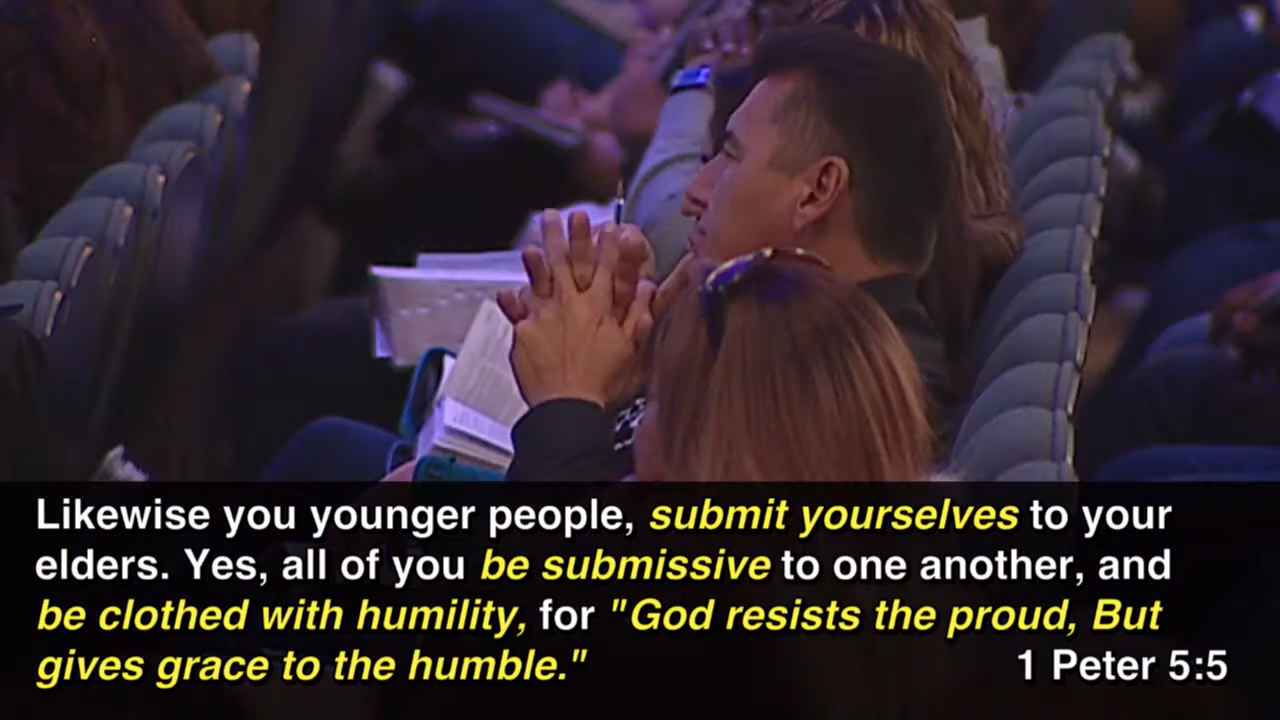 Likewise you younger people, submit yourselves to your
elders. Yes, all of you be submissive to one another, and
be clothed with humility, for "God resists the proud, But
gives grace to the humble." 1 Peter 5:5